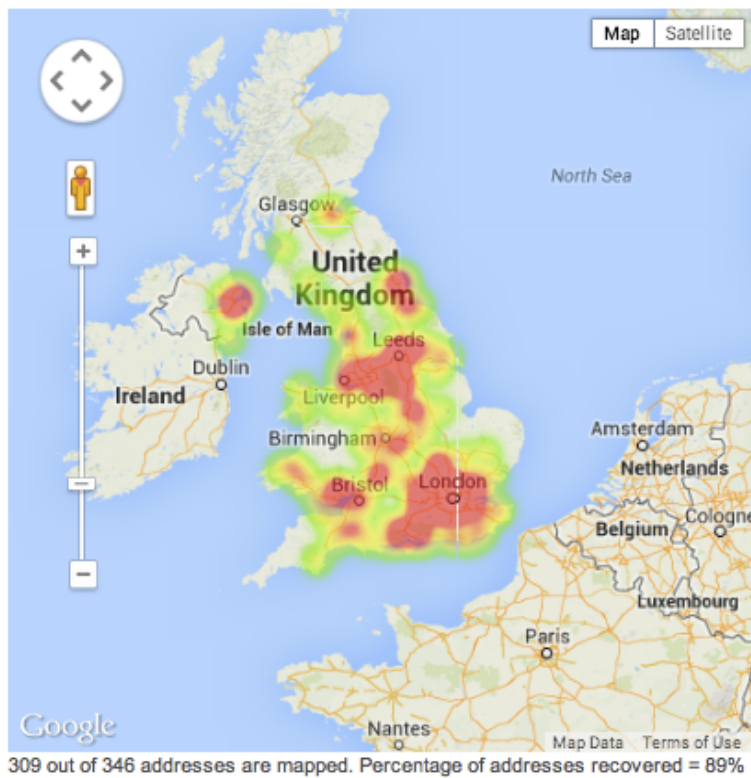 Map Satellite
North Sea
Glasgow
United
Kingdom
Isle of Man
Leeds
Dublin
Ireland
Liverpool
Birmingham
Amsterdam
Netherlands
Bristol
London
Belgium
Cologne
Luxembourg
Paris
Nantes
Google
Map Data Terms of Use
309 out of 346 addresses are mapped. Percentage of addresses recovered = 89%